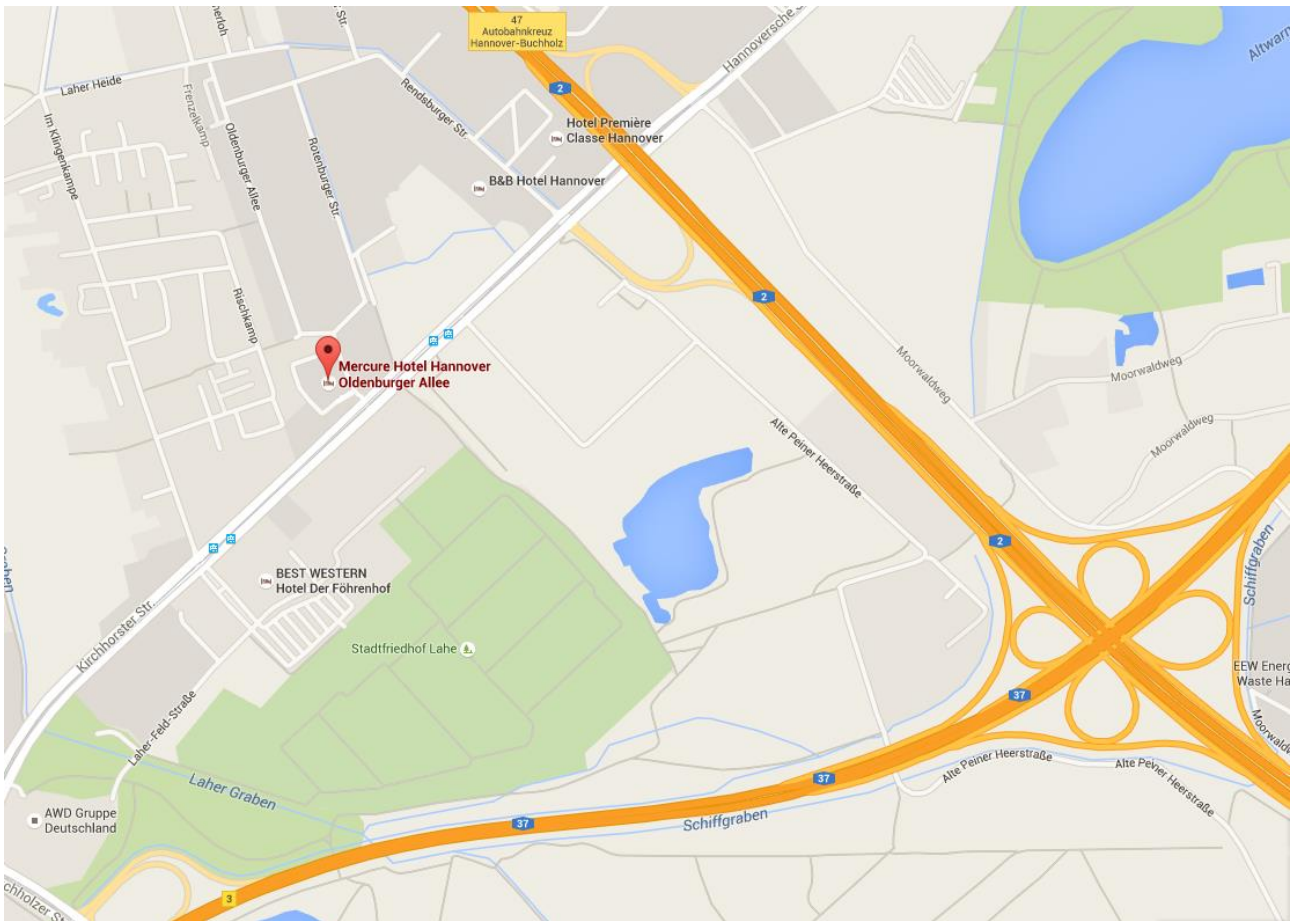 47
Autobahnkreuz
Hannover-Buchholz
Hannoversche
Altwarm
Laher Heide
Frenzelkamp
Im Klingenkampe
Oldenburger Allee
Rotenburger Str.
Rendsburger Str.
2
Hotel Première
Classe Hannover
B&B Hotel Hannover
Rischkamp
2
Mercure Hotel Hannover
Oldenburger Allee
Moorwaldweg
Moorwaldweg
Moorwaldweg
Alte Peiner Heerstraße
2
BEST WESTERN
Hotel Der Föhrenhof
Schiffgraben
Kirchhorster Str.
Stadtfriedhof Lahe
EEW Energ
Waste Ha
37
Laher-Feld-Straße
Laher Graben
Alte Peiner Heerstraße
Alte Peiner Heerstraße
37
AWD Gruppe
Deutschland
37
Schiffgraben
3